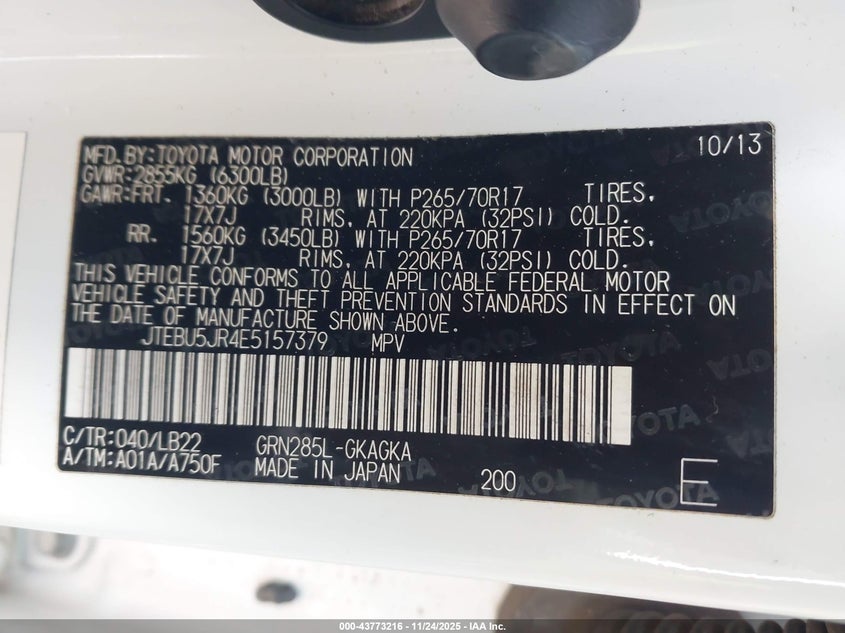 MFD.BY:TOYOTA MOTOR CORPORATION 10/13
GVWR:2855KG (6300LB)
GAWR:FRT. 1360KG (3000LB) WITH P265/70R17 TIRES,
17X7J RIMS, AT 220KPA (32PSI) COLD.
RR. 1560KG (3450LB) WITH P265/70R17 TIRES,
17X7J RIMS, AT 220KPA (32PSI) COLD.
THIS VEHICLE CONFORMS TO ALL APPLICABLE FEDERAL MOTOR
VEHICLE SAFETY AND THEFT PREVENTION STANDARDS IN EFFECT ON
THE DATE OF MANUFACTURE SHOWN ABOVE.
JTEBU5JR4E5157379 MPV
C/TR:040/LB22 GRN285L-GKAGKA
A/TM:A01A/A750F MADE IN JAPAN 200 E
000-43773216 - 11/24/2025 - IAA Inc.